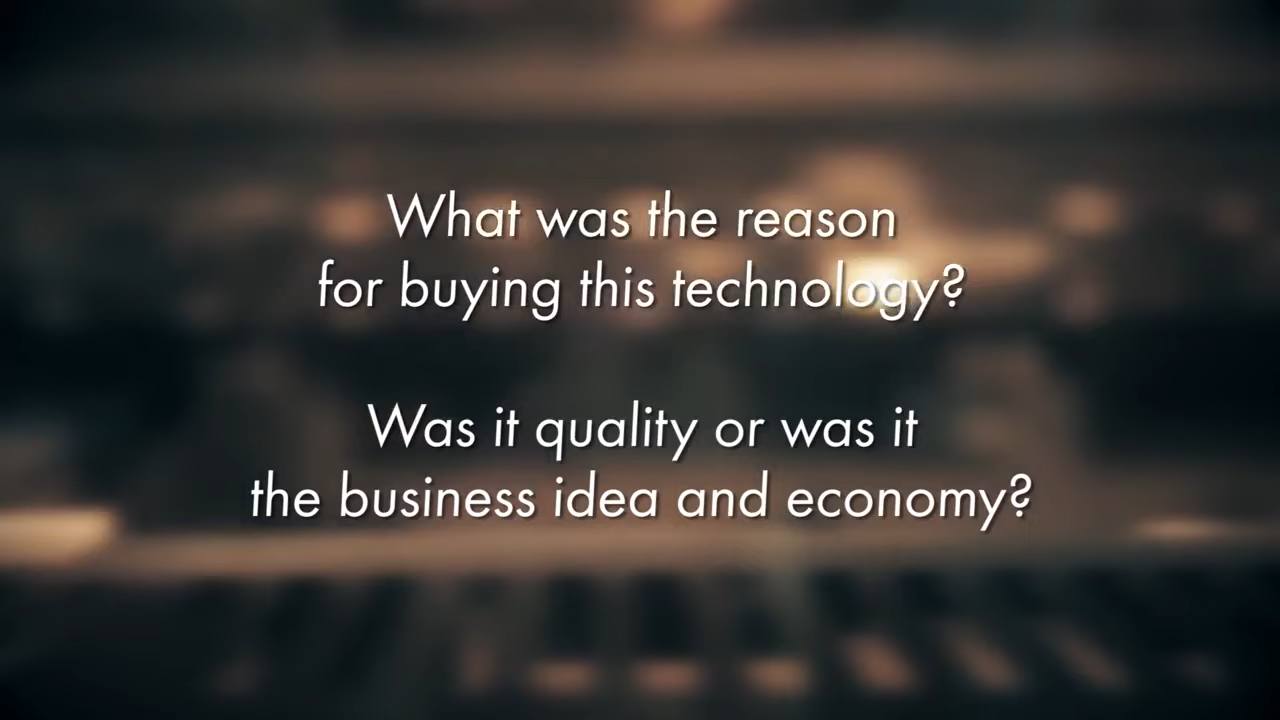 What was the reason
for buying this technology?
Was it quality or was it
the business idea and economy?